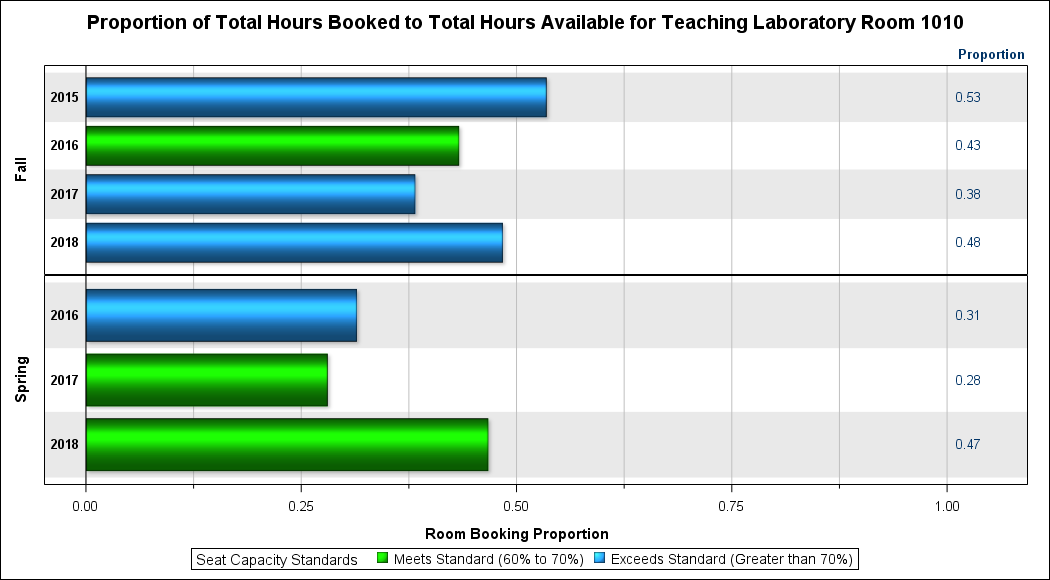 Proportion of Total Hours Booked to Total Hours Available for Teaching Laboratory Room 1010
Proportion
Fall
2015 0.53
2016 0.43
2017 0.38
2018 0.48
Spring
2016 0.31
2017 0.28
2018 0.47
0.00 0.25 0.50 0.75 1.00
Room Booking Proportion
Seat Capacity Standards Meets Standard (60% to 70%) Exceeds Standard (Greater than 70%)